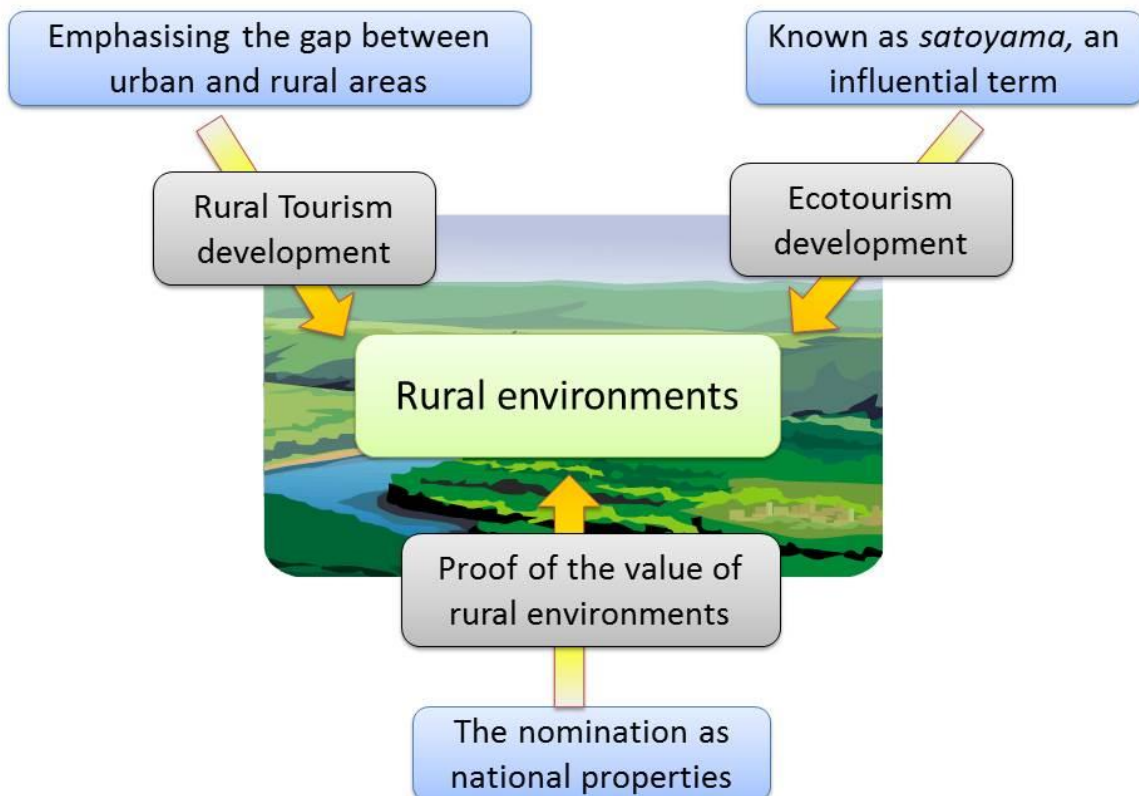 Emphasising the gap between
urban and rural areas
Known as satoyama, an
influential term
Rural Tourism
development
Ecotourism
development
Rural environments
Proof of the value of
rural environments
The nomination as
national properties